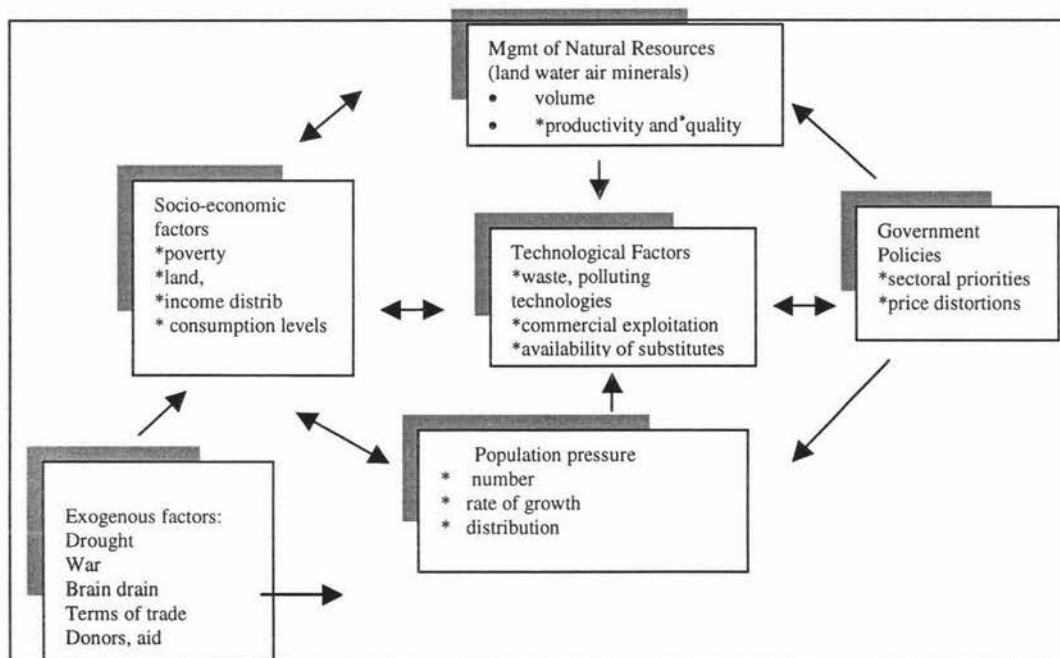 Mgmt of Natural Resources
(land water air minerals)
• volume
• *productivity and*quality
Socio-economic
factors
*poverty
*land,
*income distrib
* consumption levels
Technological Factors
*waste, polluting
technologies
*commercial exploitation
*availability of substitutes
Government
Policies
*sectoral priorities
*price distortions
Population pressure
* number
* rate of growth
* distribution
Exogenous factors:
Drought
War
Brain drain
Terms of trade
Donors, aid